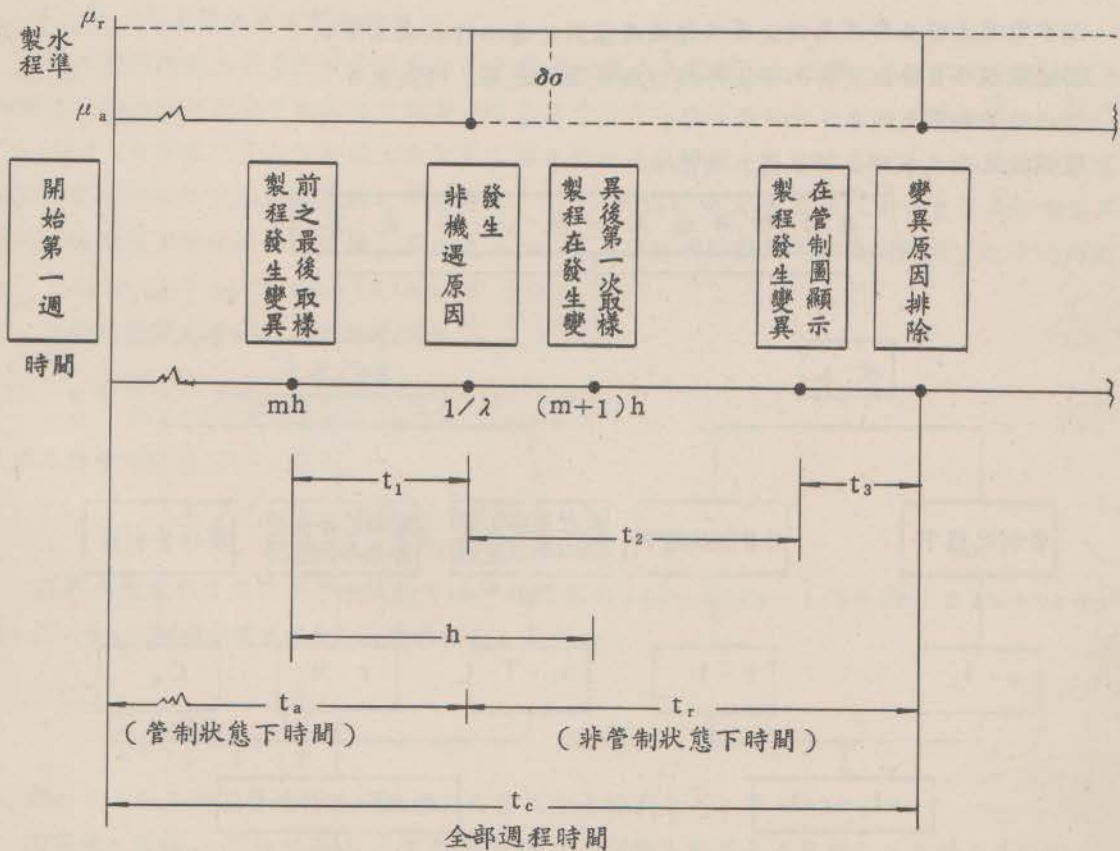 μr
製程
水準
δσ
μa
開始第一週
製程發生變異
前之最後取樣
非機遇原因
發生
製程在發生變
異後第一次取樣
製程發生變異
在管制圖顯示
變異原因排除
時間
mh
1/λ
(m+1)h
t1
t3
t2
h
ta
tr
(管制狀態下時間)
(非管制狀態下時間)
tc
全部週程時間